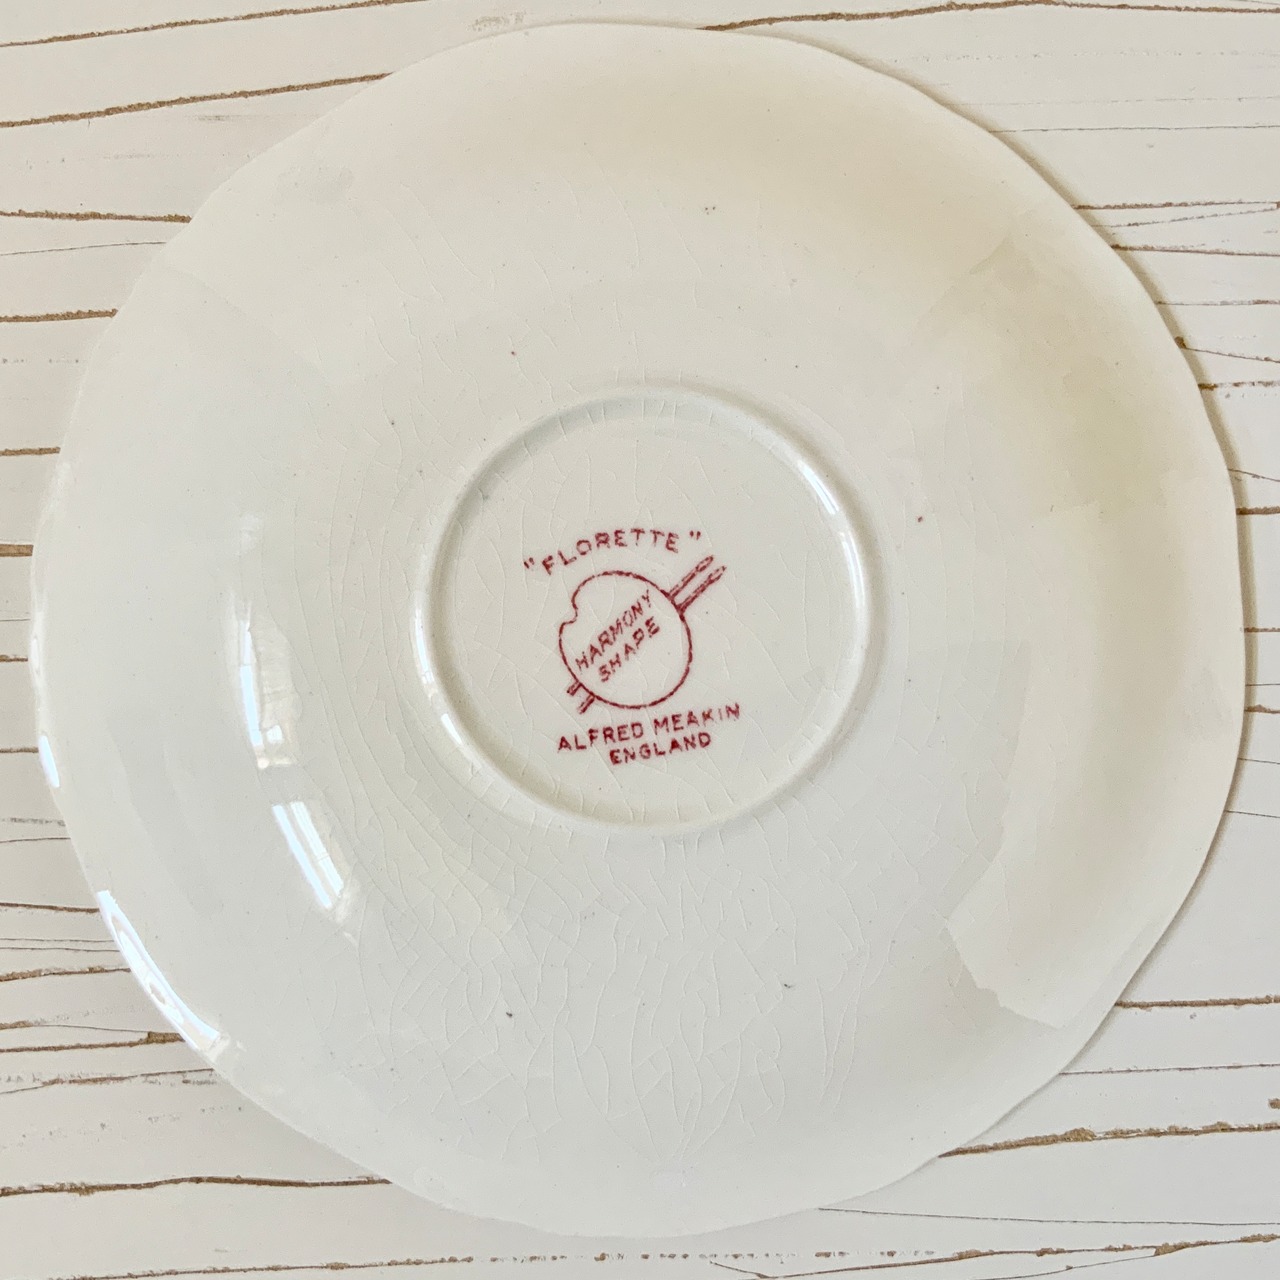 "FLORETTE"
HARMONY
SHAPE
ALFRED MEAKIN
ENGLAND